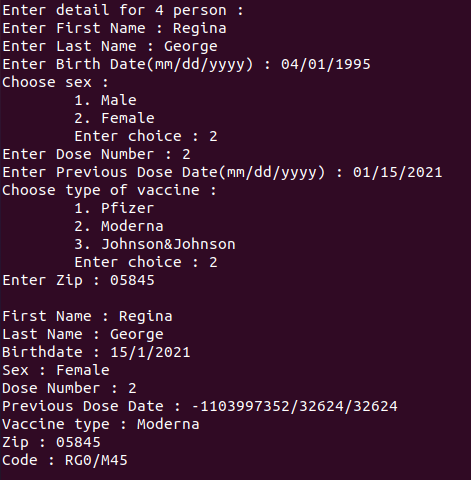 Enter detail for 4 person :
Enter First Name : Regina
Enter Last Name : George
Enter Birth Date(mm/dd/yyyy) : 04/01/1995
Choose sex :
1. Male
2. Female
Enter choice : 2
Enter Dose Number : 2
Enter Previous Dose Date(mm/dd/yyyy) : 01/15/2021
Choose type of vaccine :
1. Pfizer
2. Moderna
3. Johnson&Johnson
Enter choice : 2
Enter Zip : 05845
First Name : Regina
Last Name : George
Birthdate : 15/1/2021
Sex : Female
Dose Number : 2
Previous Dose Date : -1103997352/32624/32624
Vaccine type : Moderna
Zip : 05845
Code : RG0/M45